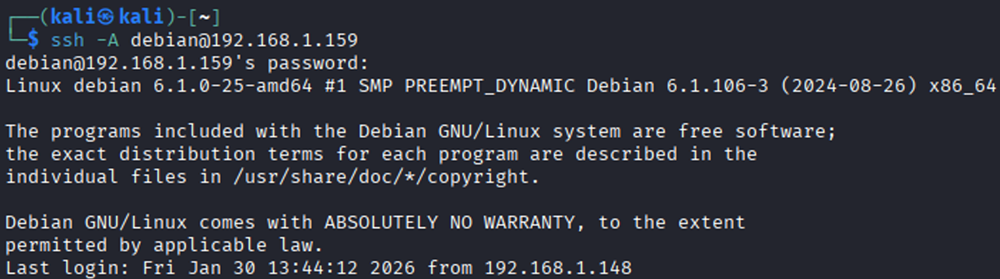 ┌──(kali㉿kali)-[~]
└─$ ssh -A debian@192.168.1.159
debian@192.168.1.159's password:
Linux debian 6.1.0-25-amd64 #1 SMP PREEMPT_DYNAMIC Debian 6.1.106-3 (2024-08-26) x86_64

The programs included with the Debian GNU/Linux system are free software;
the exact distribution terms for each program are described in the
individual files in /usr/share/doc/*/copyright.

Debian GNU/Linux comes with ABSOLUTELY NO WARRANTY, to the extent
permitted by applicable law.
Last login: Fri Jan 30 13:44:12 2026 from 192.168.1.148